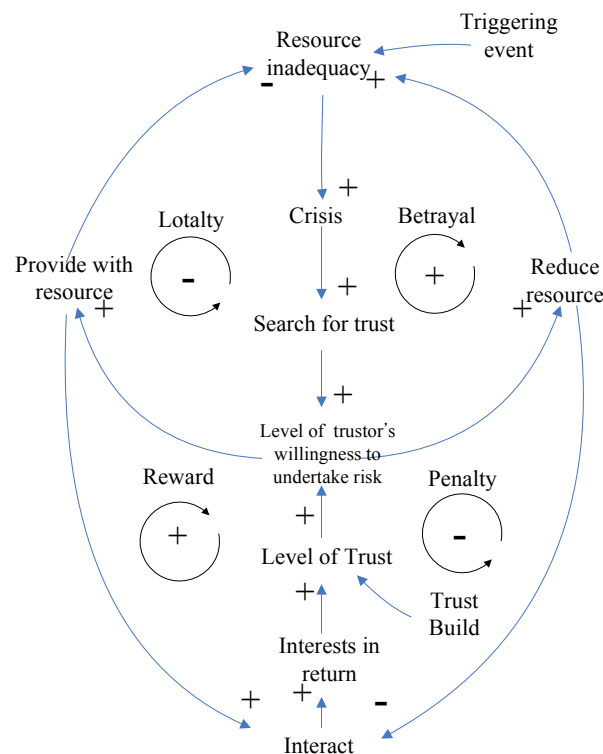 Triggering
event
Resource
inadequacy
-
+
+
Crisis
Lotalty
-
Betrayal
+
Provide with
resource
+
Reduce
resource
+
+
Search for trust
+
Level of trustor's
willingness to
undertake risk
Reward
+
Penalty
-
+
Level of Trust
+
Trust
Build
Interests in
return
+
+
-
Interact